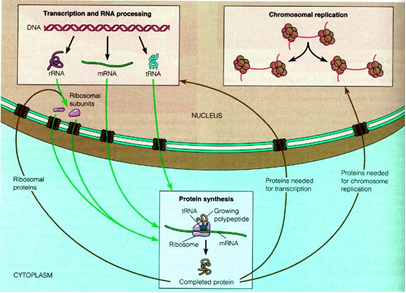 Transcription and RNA processing
DNA
rRNA
mRNA
tRNA
Ribosomal
subunits
Chromosomal replication
NUCLEUS
Ribosomal
proteins
Proteins needed
for transcription
Proteins needed
for chromosome
replication
Protein synthesis
tRNA
Growing
polypeptide
Ribosome
mRNA
Completed protein
CYTOPLASM